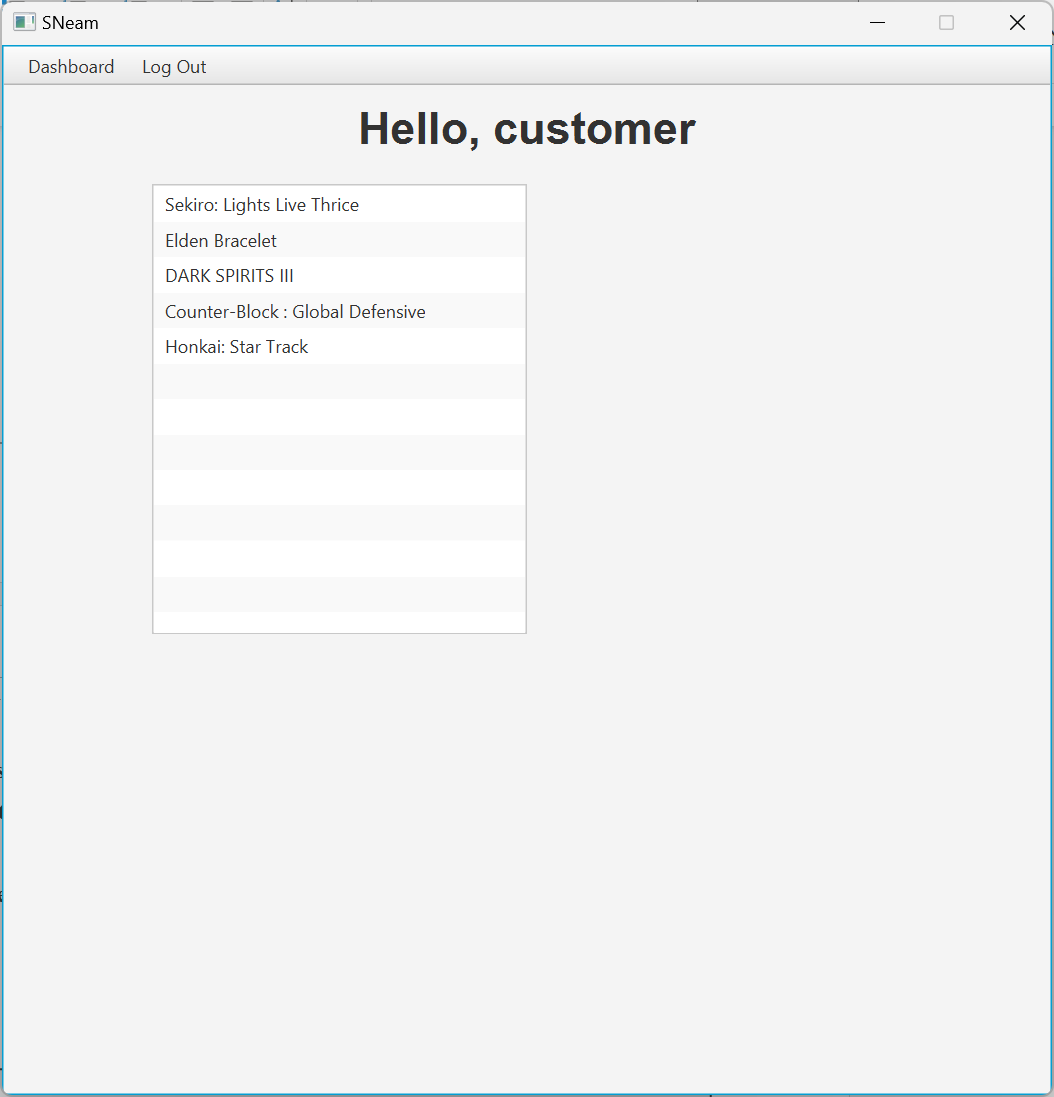 SNeam
Dashboard Log Out
Hello, customer
Sekiro: Lights Live Thrice
Elden Bracelet
DARK SPIRITS III
Counter-Block : Global Defensive
Honkai: Star Track